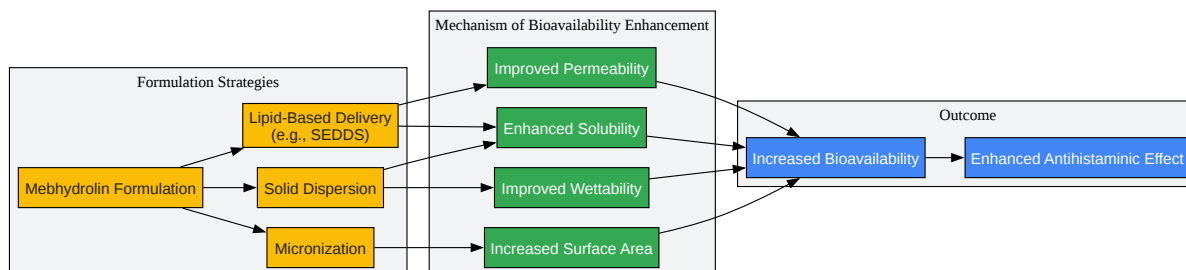 Formulation Strategies
Mebhydrolin Formulation
Lipid-Based Delivery
(e.g., SEDDS)
Solid Dispersion
Micronization
Mechanism of Bioavailability Enhancement
Improved Permeability
Enhanced Solubility
Improved Wettability
Increased Surface Area
Outcome
Increased Bioavailability
Enhanced Antihistaminic Effect